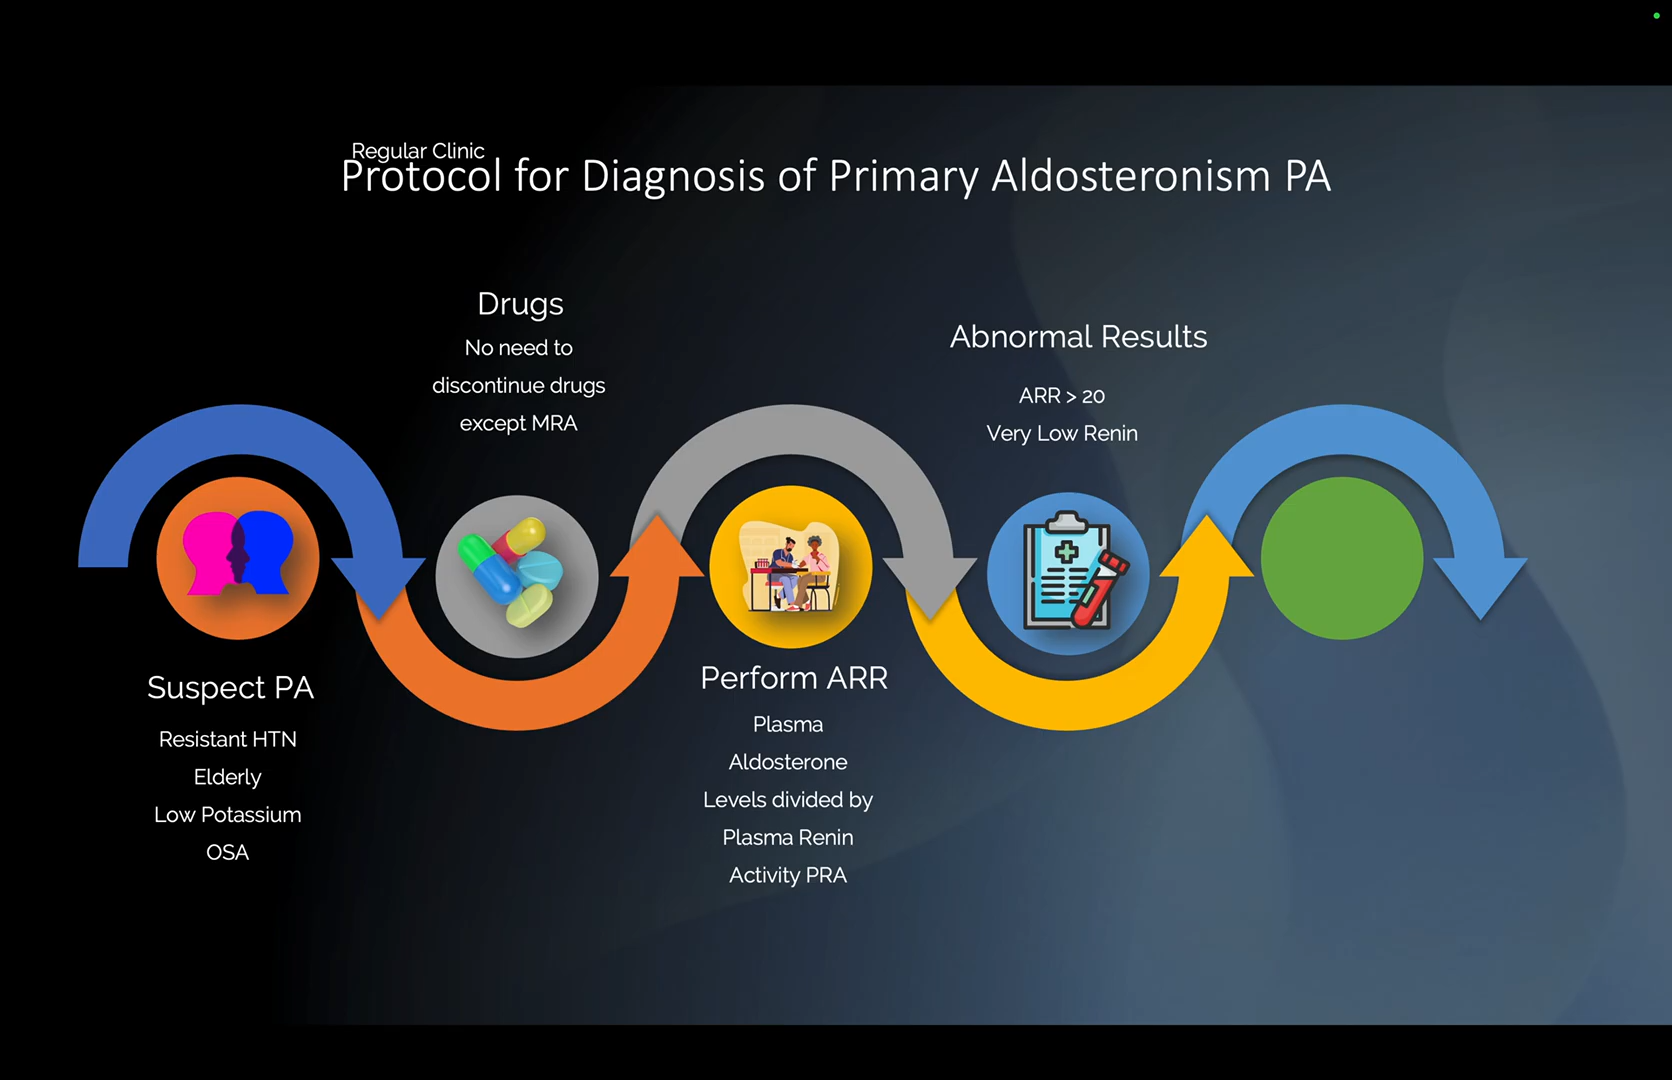 Regular Clinic
Protocol for Diagnosis of Primary Aldosteronism PA
Suspect PA
Resistant HTN
Elderly
Low Potassium
OSA
Drugs
No need to
discontinue drugs
except MRA
Perform ARR
Plasma
Aldosterone
Levels divided by
Plasma Renin
Activity PRA
Abnormal Results
ARR > 20
Very Low Renin